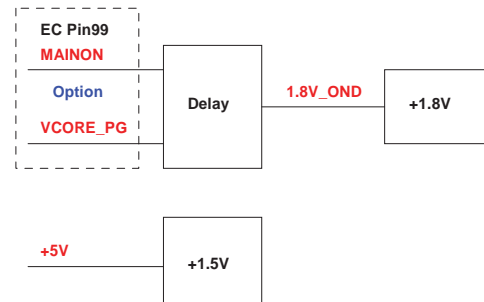 EC Pin99
MAINON
Option
VCORE_PG
Delay
1.8V_OND
+1.8V
+5V
+1.5V